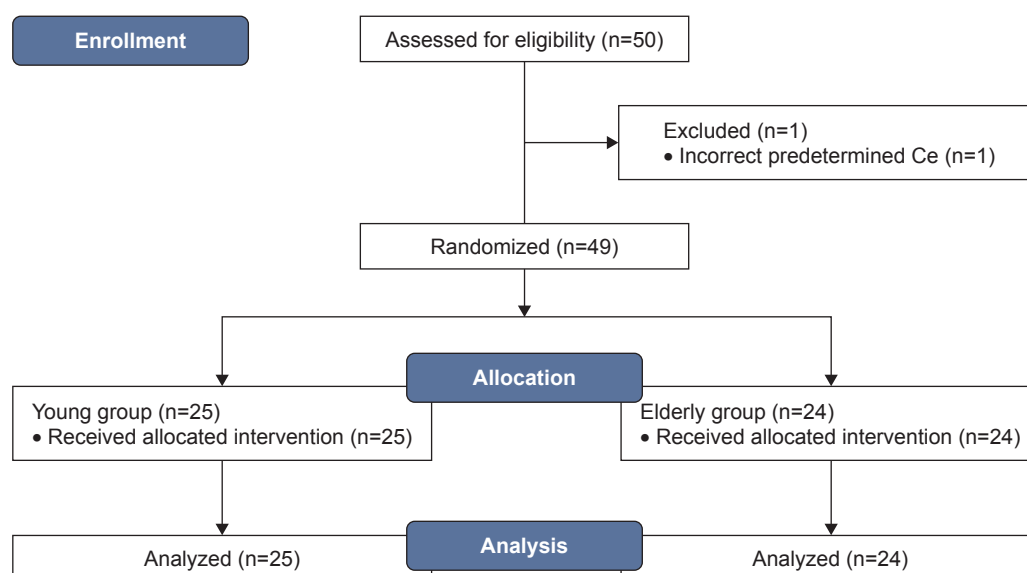 Enrollment
Assessed for eligibility (n=50)
Excluded (n=1)
• Incorrect predetermined Ce (n=1)
Randomized (n=49)
Allocation
Young group (n=25)
• Received allocated intervention (n=25)
Elderly group (n=24)
• Received allocated intervention (n=24)
Analysis
Analyzed (n=25)
Analyzed (n=24)